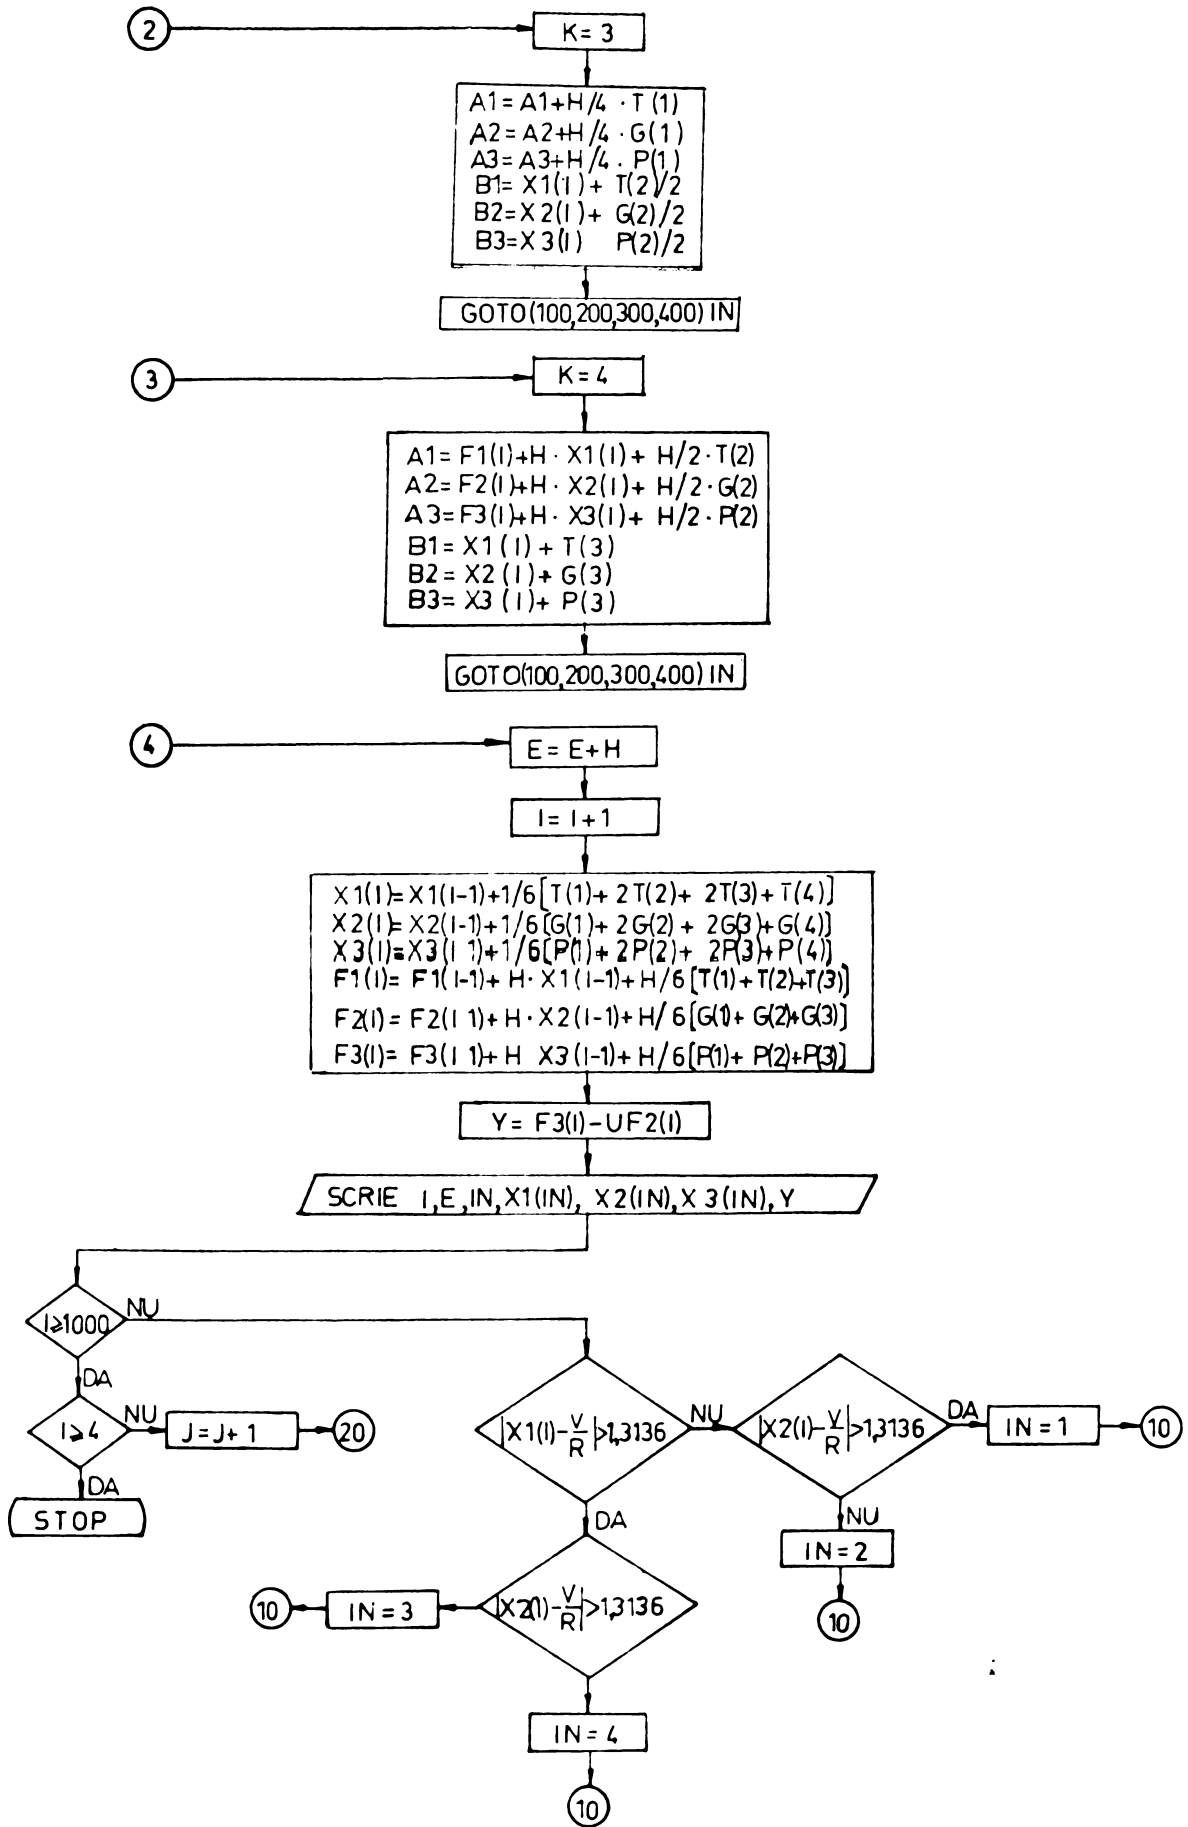 2
K=3
A1=A1+H/4 · T(1)
A2=A2+H/4 · G(1)
A3=A3+H/4 · P(1)
B1=X1(I)+ T(2)/2
B2=X2(I)+ G(2)/2
B3=X3(I) P(2)/2
GOTO(100,200,300,400)IN
3
K=4
A1=F1(I)+H· X1(I)+ H/2·T(2)
A2=F2(I)+H· X2(I)+ H/2·G(2)
A3=F3(I)+H· X3(I)+ H/2·P(2)
B1=X1(I)+T(3)
B2=X2(I)+G(3)
B3=X3(I)+P(3)
GOTO(100,200,300,400)IN
4
E=E+H
I=I+1
X1(I)=X1(I-1)+1/6[T(1)+2T(2)+ 2T(3)+T(4)]
X2(I)=X2(I-1)+1/6[G(1)+2G(2)+ 2G(3)+G(4)]
X3(I)=X3(I 1)+1/6[P(1)+2P(2)+ 2P(3)+P(4)]
F1(I)= F1(I-1)+ H· X1(I-1)+H/6[T(1)+T(2)+T(3)]
F2(I)= F2(I 1)+H·X2(I-1)+H/6[G(1)+G(2)+G(3)]
F3(I)= F3(I 1)+H X3(I-1)+H/6[P(1)+P(2)+P(3)]
Y= F3(I)-UF2(I)
SCRIE I,E,IN,X1(IN), X2(IN),X3(IN),Y
I⩾1000
NU
DA
I⩾4
NU
J=J+1
20
DA
STOP
|X1(I)-V/R|>1,3136
NU
|X2(I)-V/R|>1,3136
DA
IN=1
10
NU
IN=2
10
DA
|X2(I)-V/R|>1,3136
IN=3
10
IN=4
10